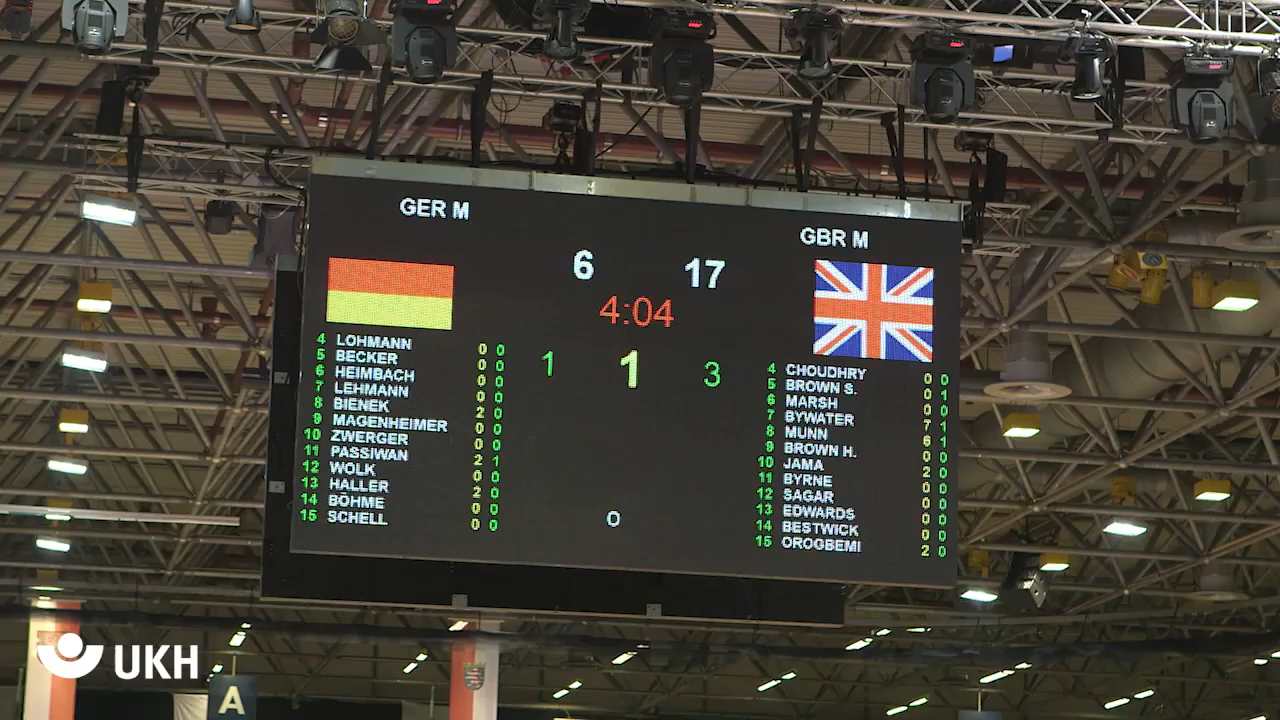 GER M
GBR M
6 17
4:04
1 1 3
4 LOHMANN 0 0
5 BECKER 0 0
6 HEIMBACH 0 0
7 LEHMANN 0 0
8 BIENEK 2 0
9 MAGENHEIMER 0 0
10 ZWERGER 0 0
11 PASSIWAN 2 1
12 WOLK 0 0
13 HALLER 2 0
14 BÖHME 0 0
15 SCHELL 0 0
4 CHOUDHRY 0 0
5 BROWN S. 0 1
6 MARSH 0 0
7 BYWATER 7 1
8 MUNN 6 1
9 BROWN H. 0 0
10 JAMA 2 0
11 BYRNE 0 0
12 SAGAR 0 0
13 EDWARDS 0 0
14 BESTWICK 0 0
15 OROGBEMI 2 0
0
UKH
A